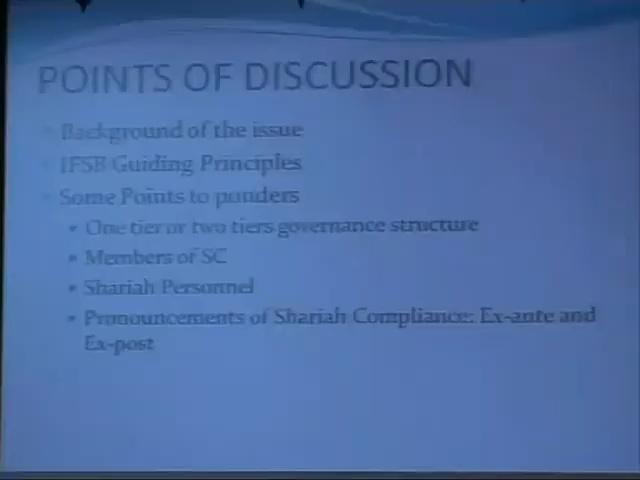 POINTS OF DISCUSSION
Background of the issue
IFSB Guiding Principles
Some Points to ponders
One tier or two tiers governance structure
Members of SC
Shariah Personnel
Pronouncements of Shariah Compliance: Ex-ante and
Ex-post